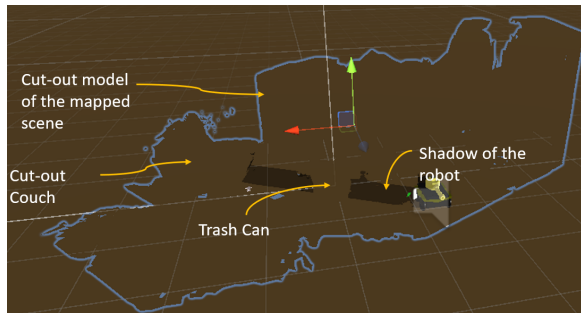 Cut-out model
of the mapped
scene
Cut-out
Couch
Trash Can
Shadow of the
robot